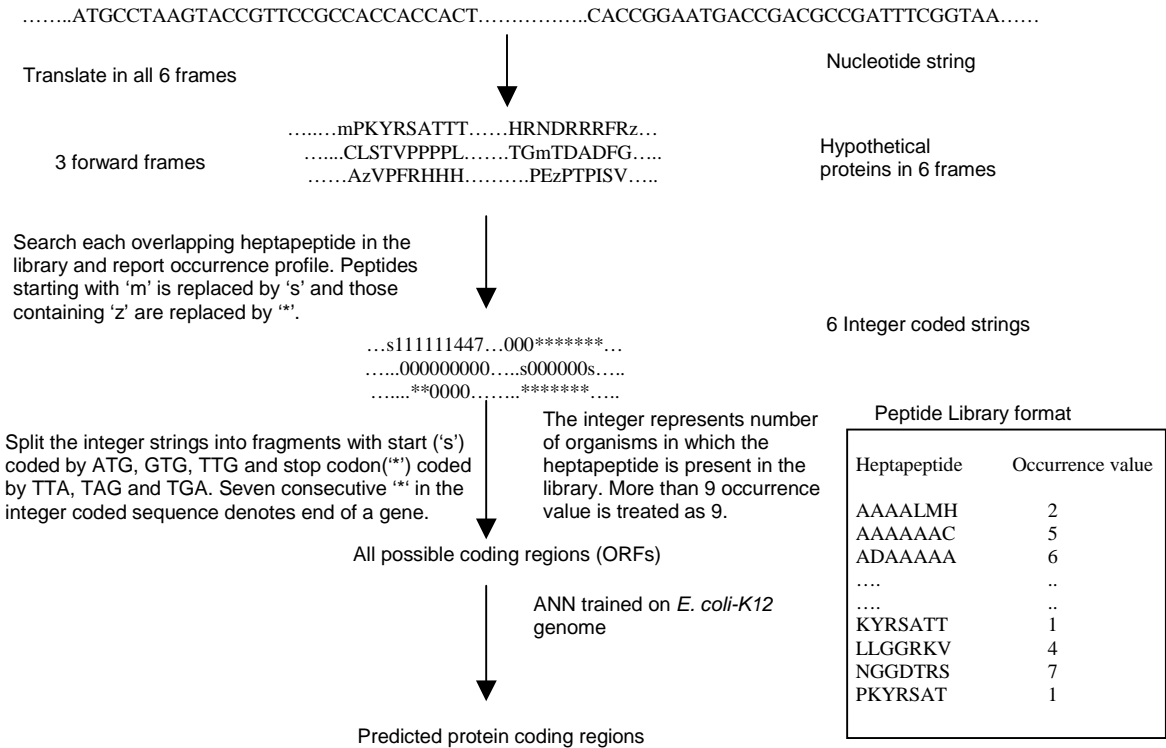 ……..ATGCCTAAGTACCGTTCCGCCACCACCACT……………..CACCGGAATGACCGACGCCGATTTCGGTAA……
Translate in all 6 frames
Nucleotide string
…..…mPKYRSATTT……HRNDRRRFRz…
3 forward frames
…....CLSTVPPPPL…….TGmTDADFG…..
……AzVPFRHHH……….PEzPTPISV…..
Hypothetical
proteins in 6 frames
Search each overlapping heptapeptide in the
library and report occurrence profile. Peptides
starting with ‘m’ is replaced by ‘s’ and those
containing ‘z’ are replaced by ‘*’.
6 Integer coded strings
…s111111447…000*******…
…...000000000…..s000000s…..
…....**0000……..*******…..
Split the integer strings into fragments with start (‘s’)
coded by ATG, GTG, TTG and stop codon(‘*’) coded
by TTA, TAG and TGA. Seven consecutive ‘*‘ in the
integer coded sequence denotes end of a gene.
The integer represents number
of organisms in which the
heptapeptide is present in the
library. More than 9 occurrence
value is treated as 9.
All possible coding regions (ORFs)
ANN trained on E. coli-K12
genome
Predicted protein coding regions
Peptide Library format
Heptapeptide Occurrence value
AAAALMH 2
AAAAAAC 5
ADAAAAA 6
…. ..
…. ..
KYRSATT 1
LLGGRKV 4
NGGDTRS 7
PKYRSAT 1